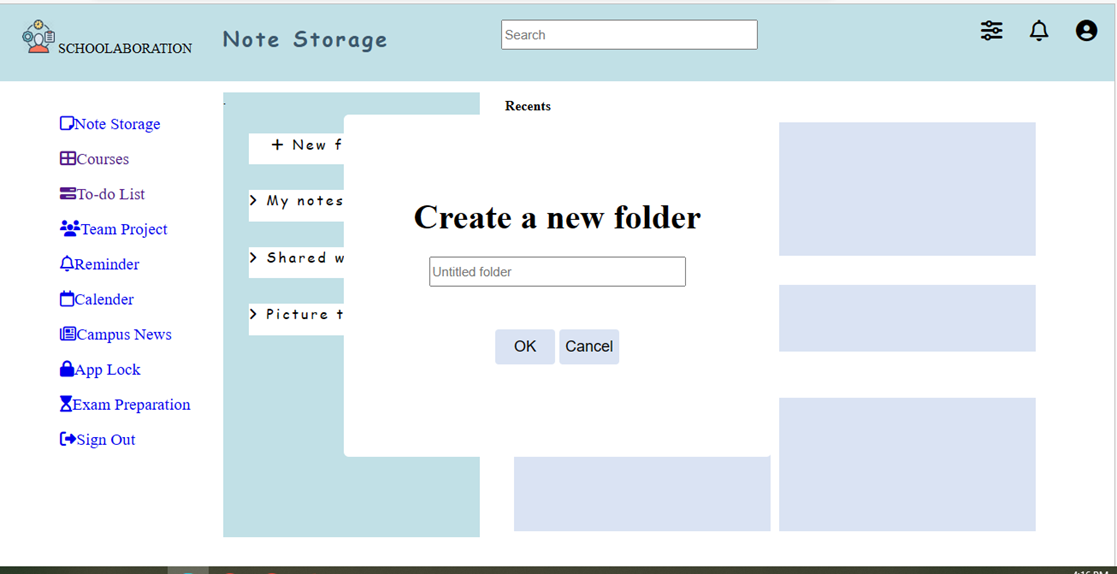 SCHOOLABORATION
Note Storage
Search
Note Storage
Courses
To-do List
Team Project
Reminder
Calender
Campus News
App Lock
Exam Preparation
Sign Out
+ New f
> My notes
> Shared w
> Picture t
Recents
Create a new folder
Untitled folder
OK
Cancel